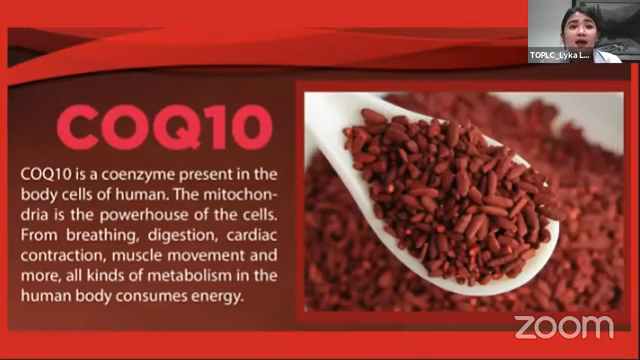 TOPLC_Lyka L...
COQ10
COQ10 is a coenzyme present in the
body cells of human. The mitochon-
dria is the powerhouse of the cells.
From breathing, digestion, cardiac
contraction, muscle movement and
more, all kinds of metabolism in the
human body consumes energy.
zoom